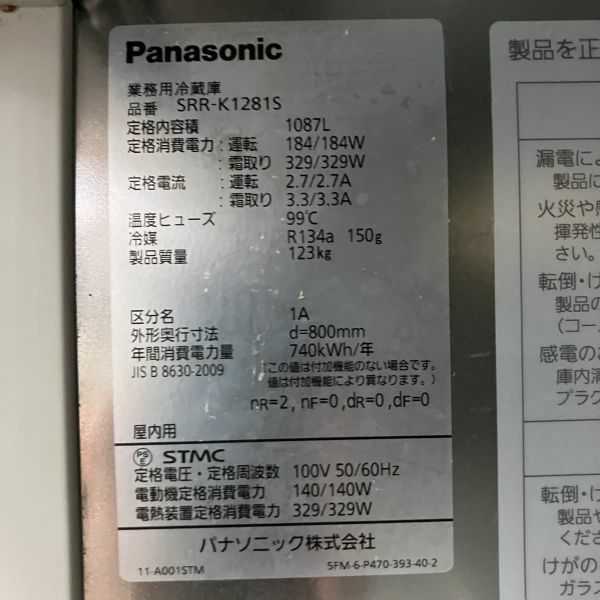 Panasonic
業務用冷蔵庫
品番 SRR-K1281S
定格内容積 1087L
定格消費電力:運転 184/184W
:霜取り 329/329W
定格電流 :運転 2.7/2.7A
:霜取り 3.3/3.3A
温度ヒューズ 99℃
冷媒 R134a 150g
製品質量 123kg
区分名 1A
外形奥行寸法 d=800mm
年間消費電力量 740kWh/年
JIS B 8630-2009
(この値は付加機能のない場合です。
値は付加機能により異なります。)
nR=2, nF=0, dR=0, dF=0
屋内用
PSE STMC
定格電圧・定格周波数 100V 50/60Hz
電動機定格消費電力 140/140W
電熱装置定格消費電力 329/329W
パナソニック株式会社
11-A001STM 5FM-6-P470-393-40-2
製品を正
漏電によ
製品に
火災や感
揮発性
さい。
転倒・け
製品の
(コー
感電のお
庫内清
プラグ
転倒・け
製品や
くださ
けがの
ガラス